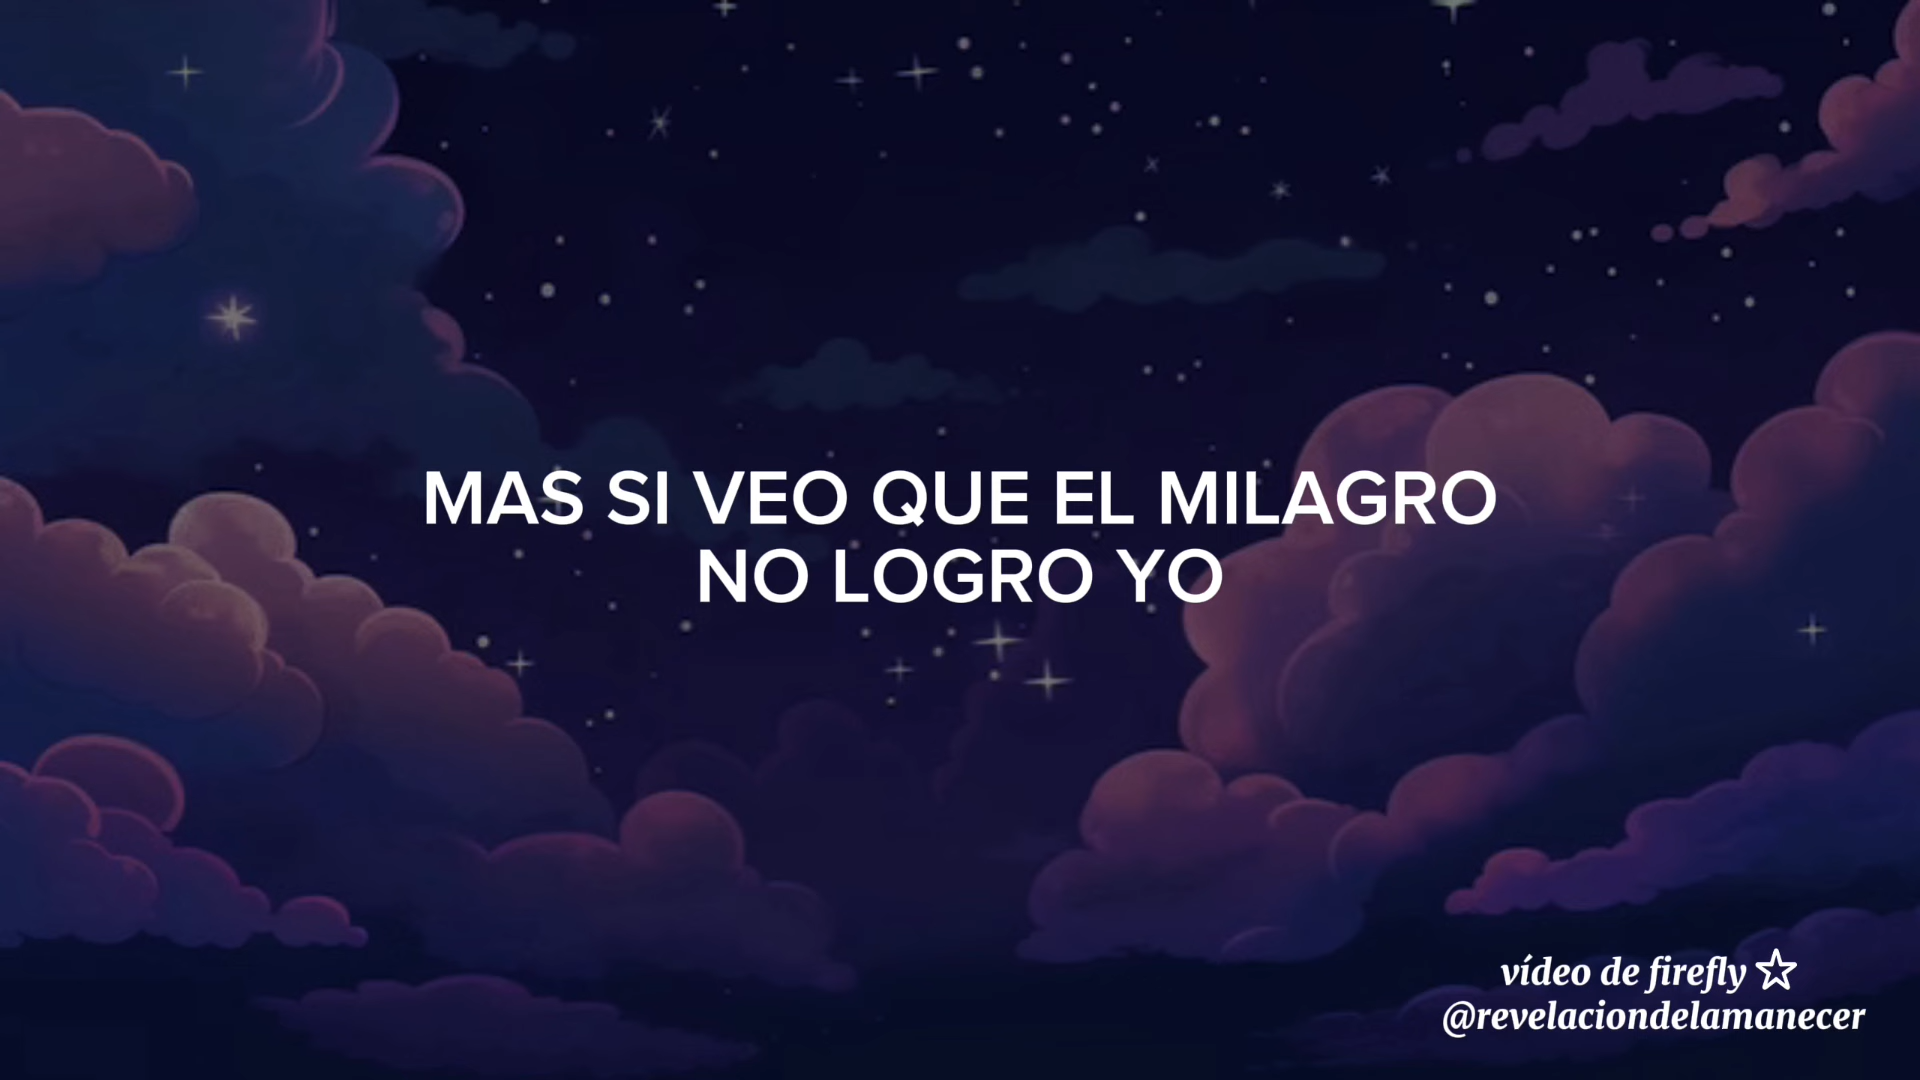 MAS SI VEO QUE EL MILAGRO
NO LOGRO YO
vídeo de firefly ☆
@revelaciondelamanecer